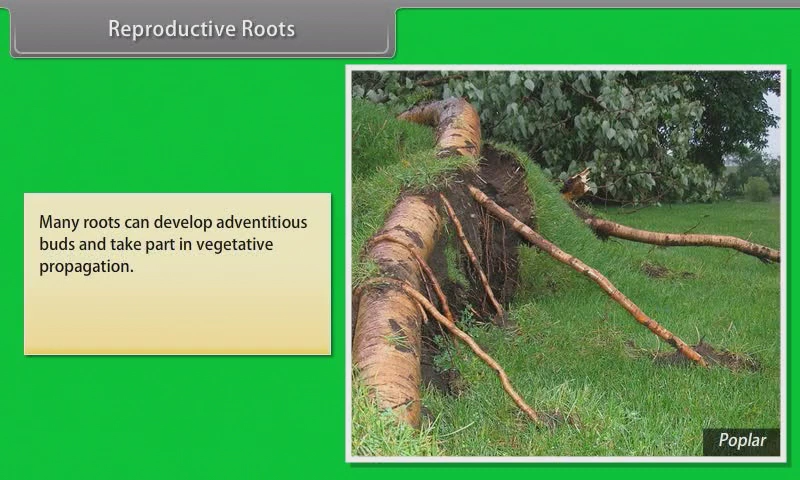 Reproductive Roots
Many roots can develop adventitious
buds and take part in vegetative
propagation.
Poplar